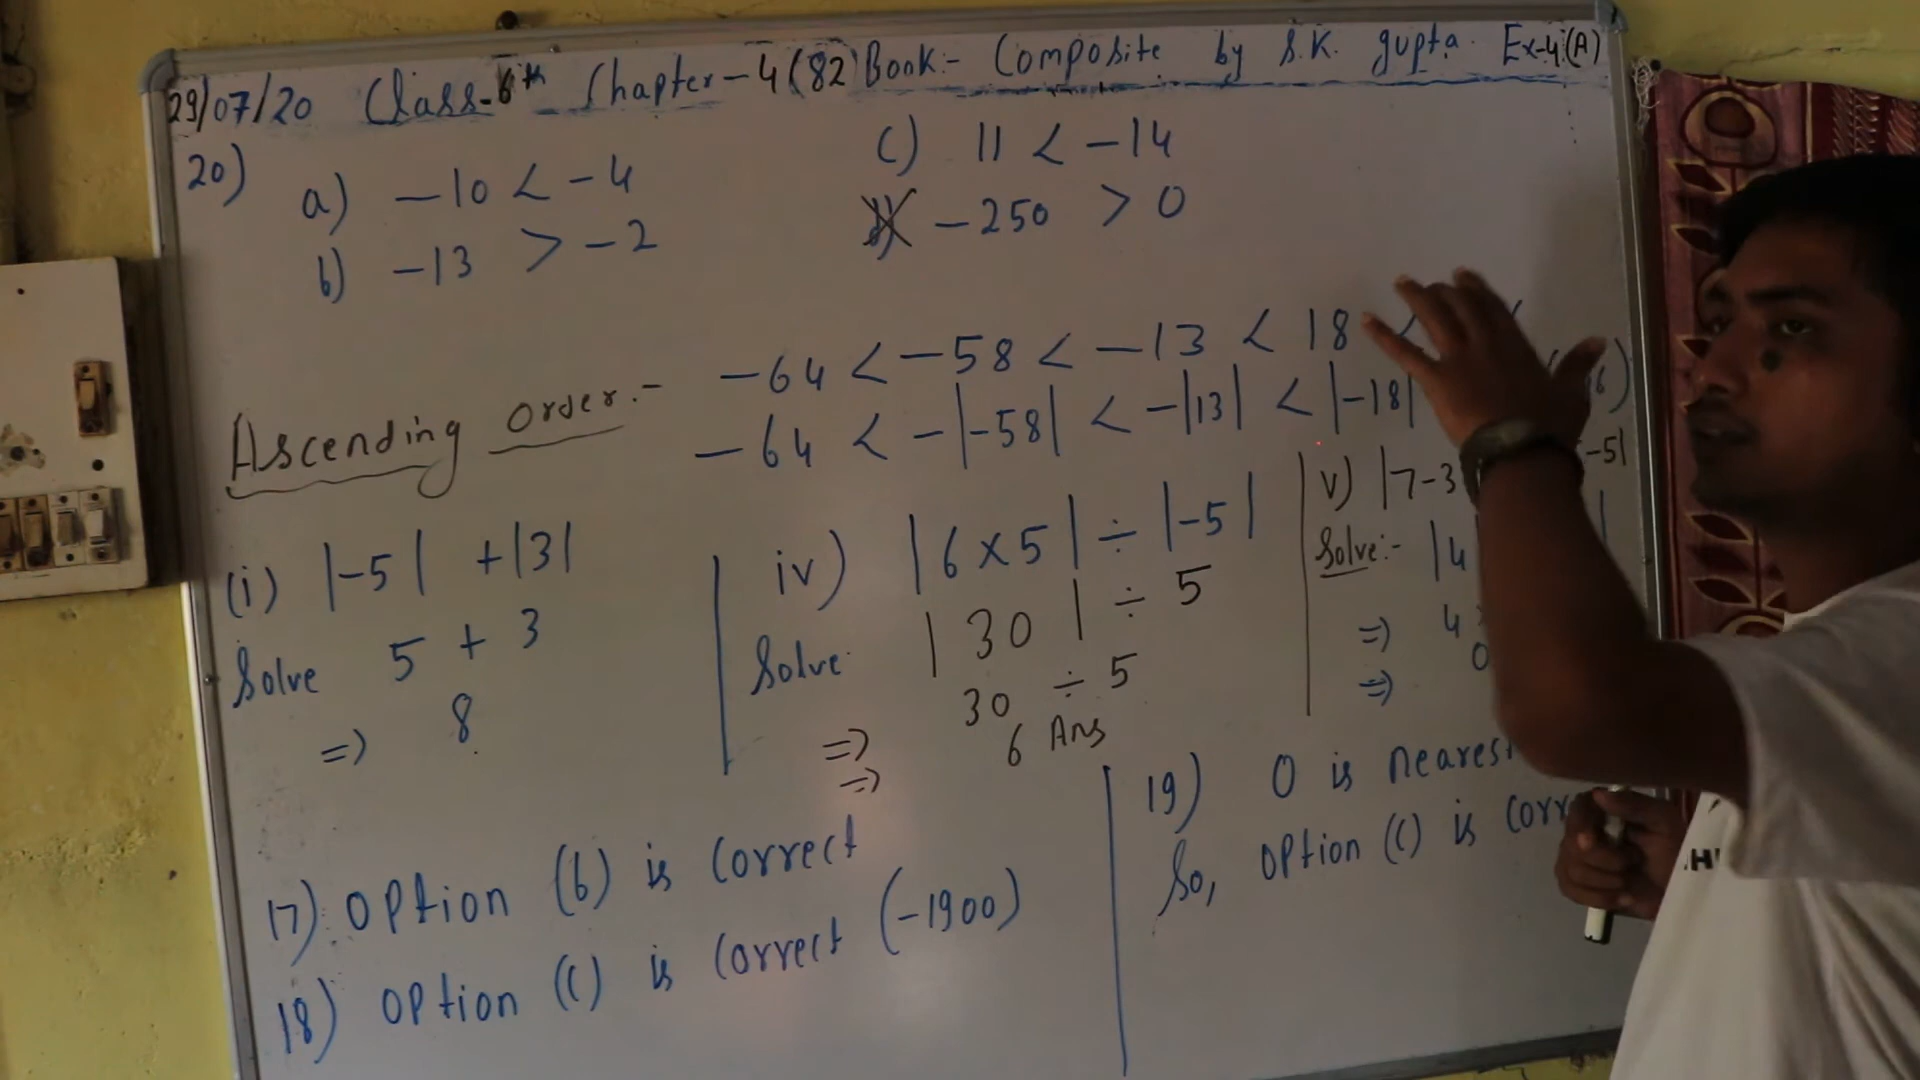 29/07/20 Class-6th Chapter-4(82) Book:- Composite by S.K. gupta. Ex-4(A)
20)
a) -10 < -4
b) -13 > -2
c) 11 < -14
-250 > 0
Ascending order:-
-64 < -58 < -13 < 18 <
-64 < -|-58| < -|13| < |-18|
(i) |-5| + |3|
Solve 5 + 3
=> 8
iv) |6×5| ÷ |-5|
Solve |30| ÷ 5
=> 30 ÷ 5
=> 6 Ans
v) |7-3 -5|
Solve:- |4
=> 4
=> 0
17) Option (b) is correct
18) Option (C) is correct (-1900)
19) 0 is nearest
So, option (C) is